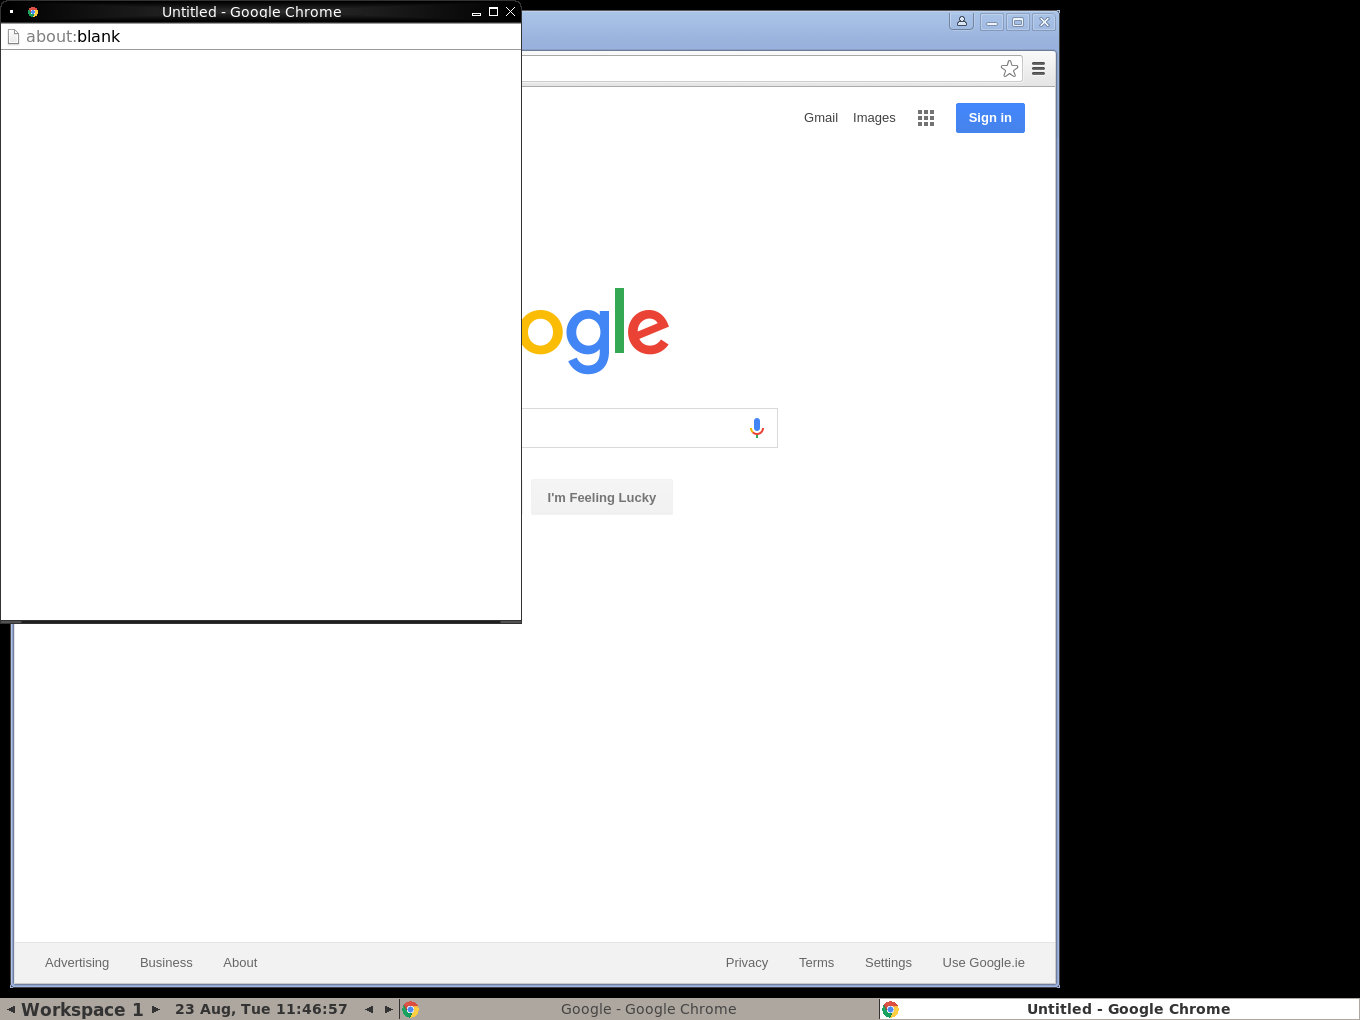 Untitled - Google Chrome
about:blank
Gmail Images Sign in
ogle
I'm Feeling Lucky
Advertising Business About Privacy Terms Settings Use Google.ie
Workspace 1 23 Aug, Tue 11:46:57 Google - Google Chrome Untitled - Google Chrome